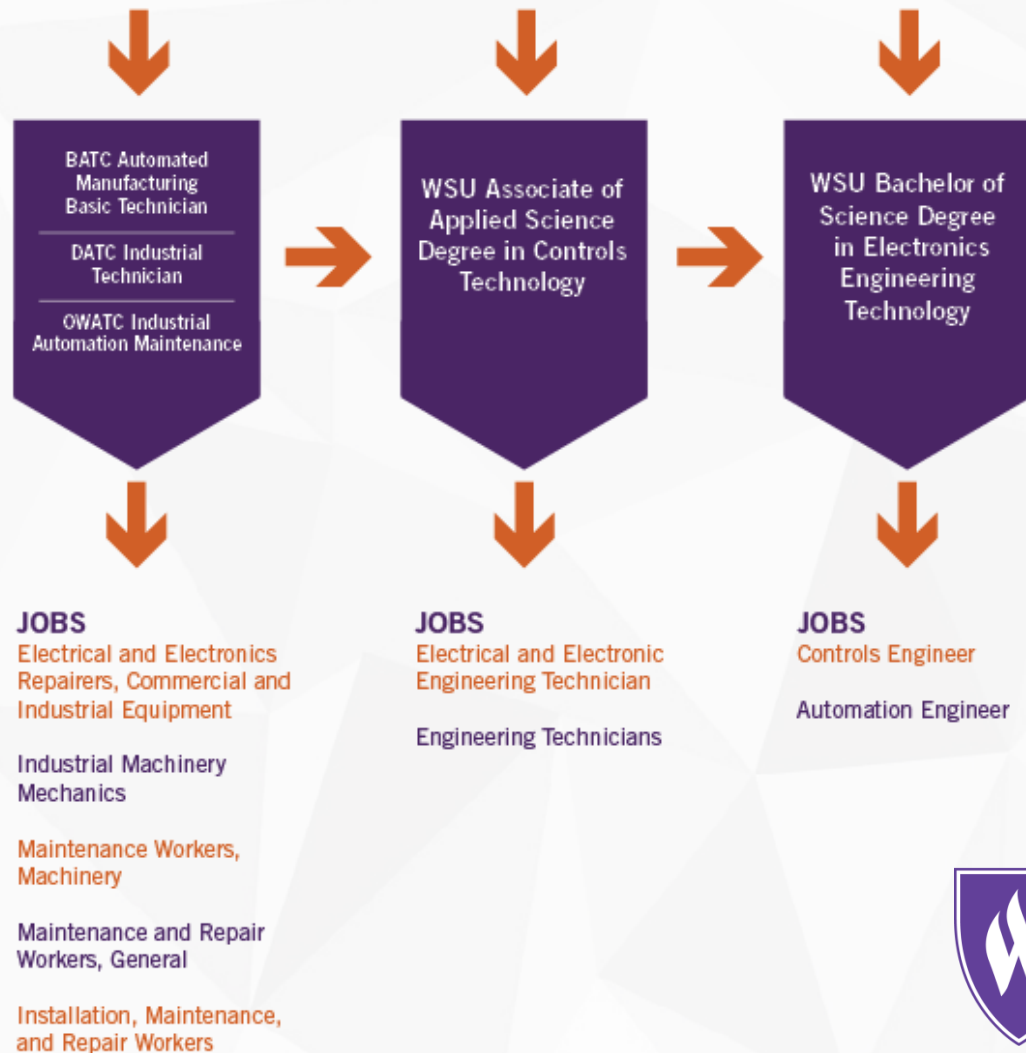 BATC Automated
Manufacturing
Basic Technician
DATC Industrial
Technician
OWATC Industrial
Automation Maintenance
WSU Associate of
Applied Science
Degree in Controls
Technology
WSU Bachelor of
Science Degree
in Electronics
Engineering
Technology
JOBS
Electrical and Electronics
Repairers, Commercial and
Industrial Equipment
Industrial Machinery
Mechanics
Maintenance Workers,
Machinery
Maintenance and Repair
Workers, General
Installation, Maintenance,
and Repair Workers
JOBS
Electrical and Electronic
Engineering Technician
Engineering Technicians
JOBS
Controls Engineer
Automation Engineer